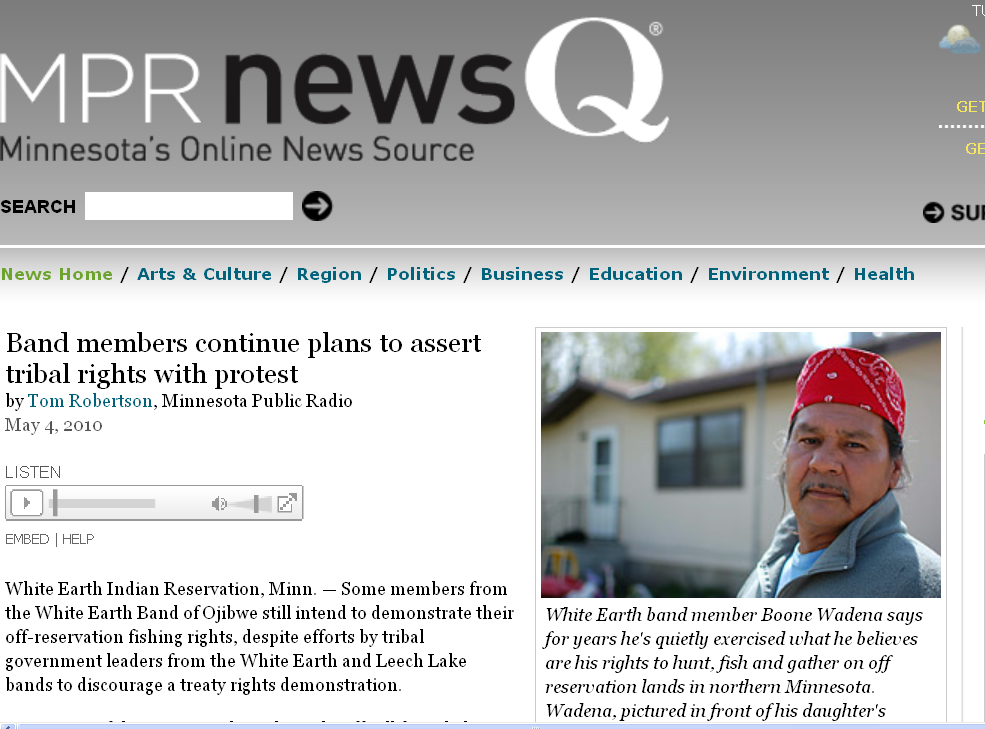 TU
MPR newsQ®
Minnesota's Online News Source
GET
GE
SEARCH
SUP
News Home / Arts & Culture / Region / Politics / Business / Education / Environment / Health
Band members continue plans to assert
tribal rights with protest
by Tom Robertson, Minnesota Public Radio
May 4, 2010
LISTEN
EMBED | HELP
White Earth Indian Reservation, Minn. — Some members from
the White Earth Band of Ojibwe still intend to demonstrate their
off-reservation fishing rights, despite efforts by tribal
government leaders from the White Earth and Leech Lake
bands to discourage a treaty rights demonstration.
White Earth band member Boone Wadena says
for years he's quietly exercised what he believes
are his rights to hunt, fish and gather on off
reservation lands in northern Minnesota.
Wadena, pictured in front of his daughter's